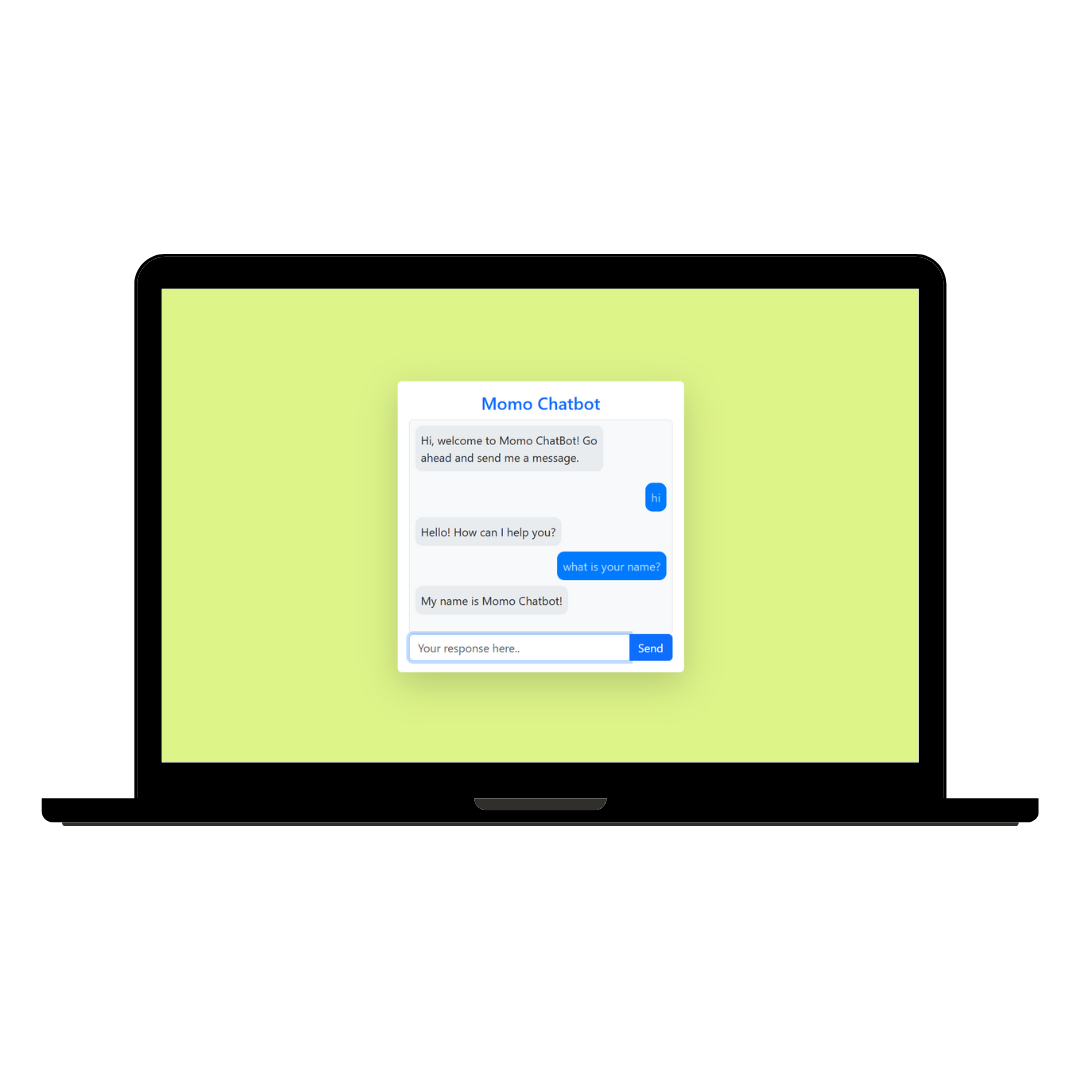 Momo Chatbot
Hi, welcome to Momo ChatBot! Go
ahead and send me a message.
hi
Hello! How can I help you?
what is your name?
My name is Momo Chatbot!
Your response here..
Send